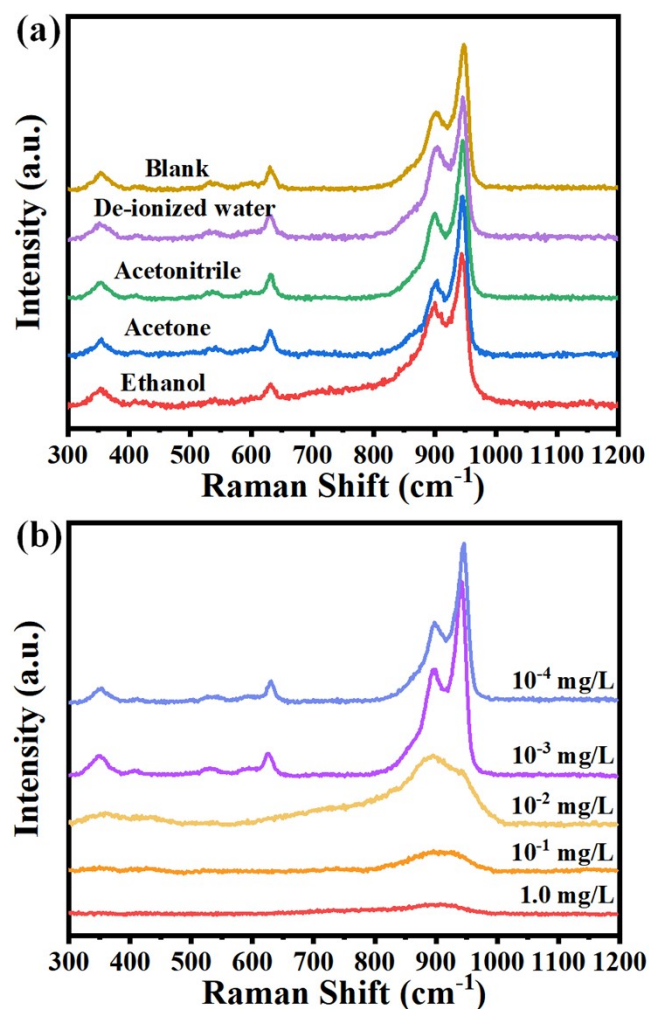 (a)
Intensity (a.u.)
Blank
De-ionized water
Acetonitrile
Acetone
Ethanol
300 400 500 600 700 800 900 1000 1100 1200
Raman Shift (cm⁻¹)
(b)
Intensity (a.u.)
10⁻⁴ mg/L
10⁻³ mg/L
10⁻² mg/L
10⁻¹ mg/L
1.0 mg/L
300 400 500 600 700 800 900 1000 1100 1200
Raman Shift (cm⁻¹)